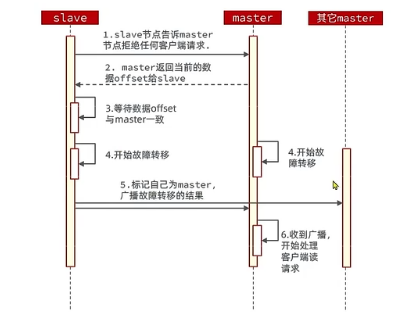 slave
master
其它master
1.slave节点告诉master
节点拒绝任何客户端请求.
2. master返回当前的数
据offset给slave
3.等待数据offset
与master一致
4.开始故障转移
4.开始故
障转移
5.标记自己为master,
广播故障转移的结果
6.收到广播,
开始处理
客户端读
请求